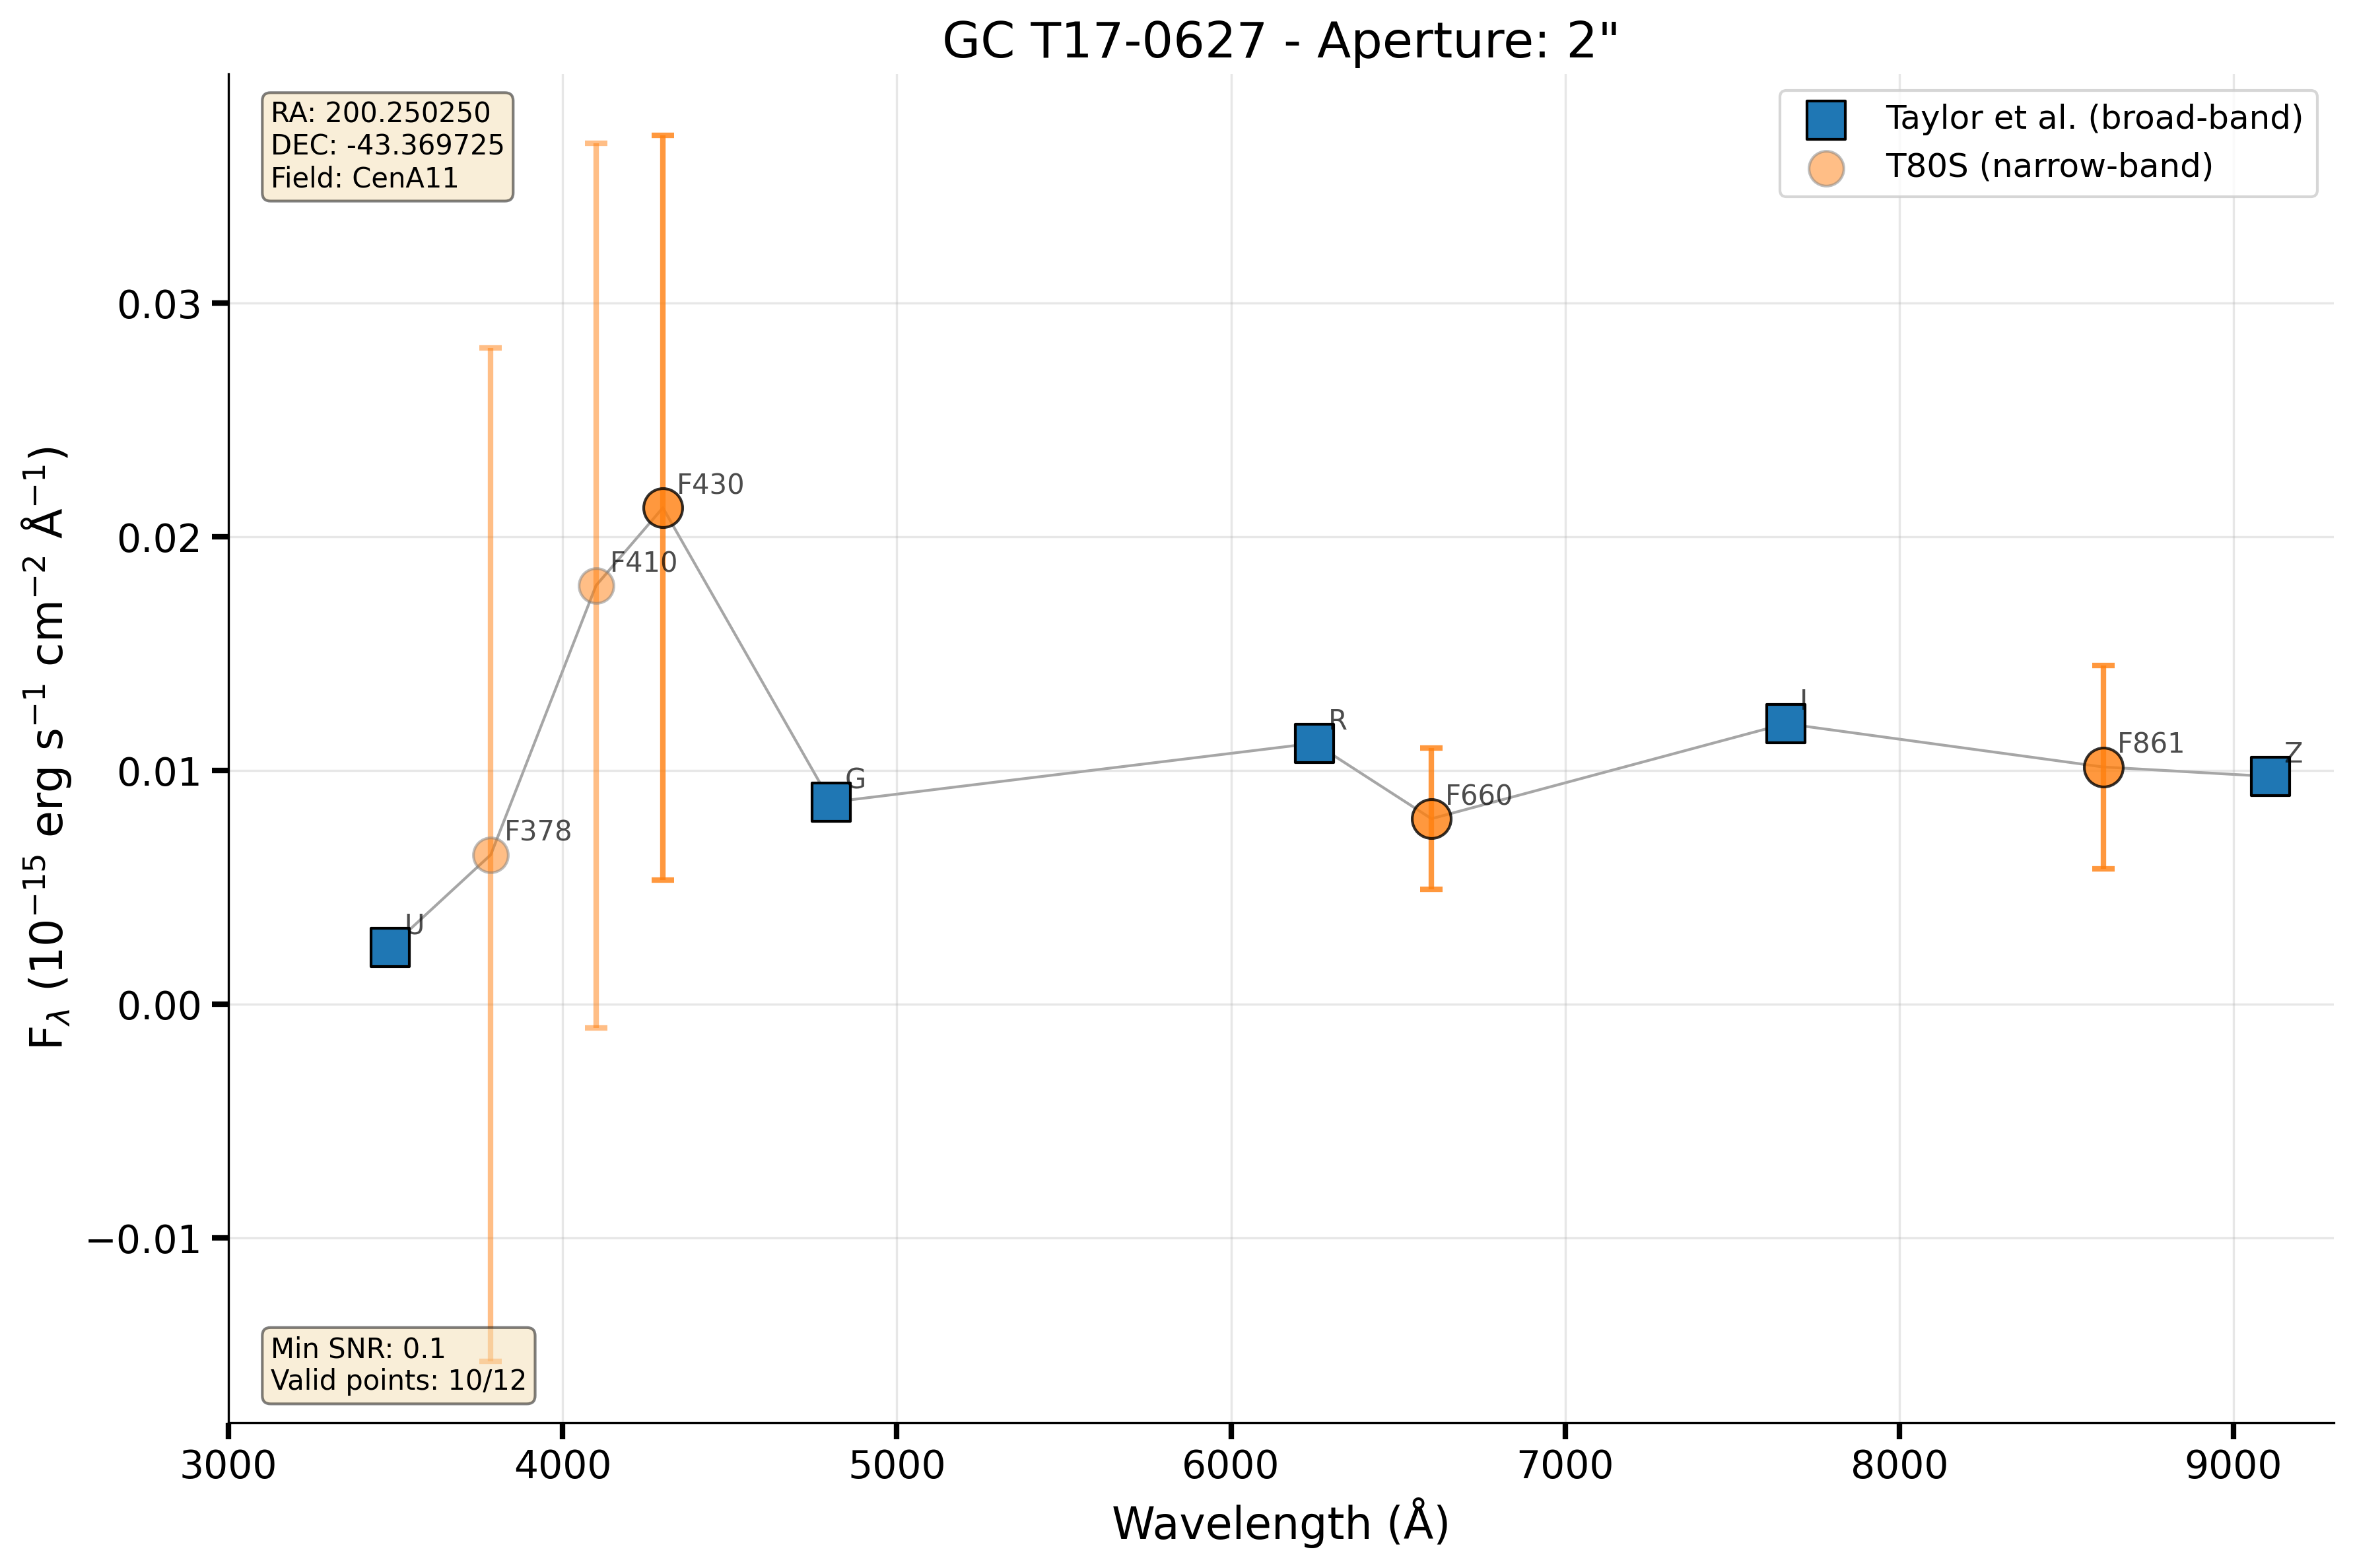 GC T17-0627 - Aperture: 2"
RA: 200.250250
DEC: -43.369725
Field: CenA11
Taylor et al. (broad-band)
T80S (narrow-band)
0.03
0.02
0.01
0.00
−0.01
F430
F410
F378
U
G
R
F660
I
F861
Z
Min SNR: 0.1
Valid points: 10/12
3000
4000
5000
6000
7000
8000
9000
Wavelength (Å)
Fλ (10⁻¹⁵ erg s⁻¹ cm⁻² Å⁻¹)